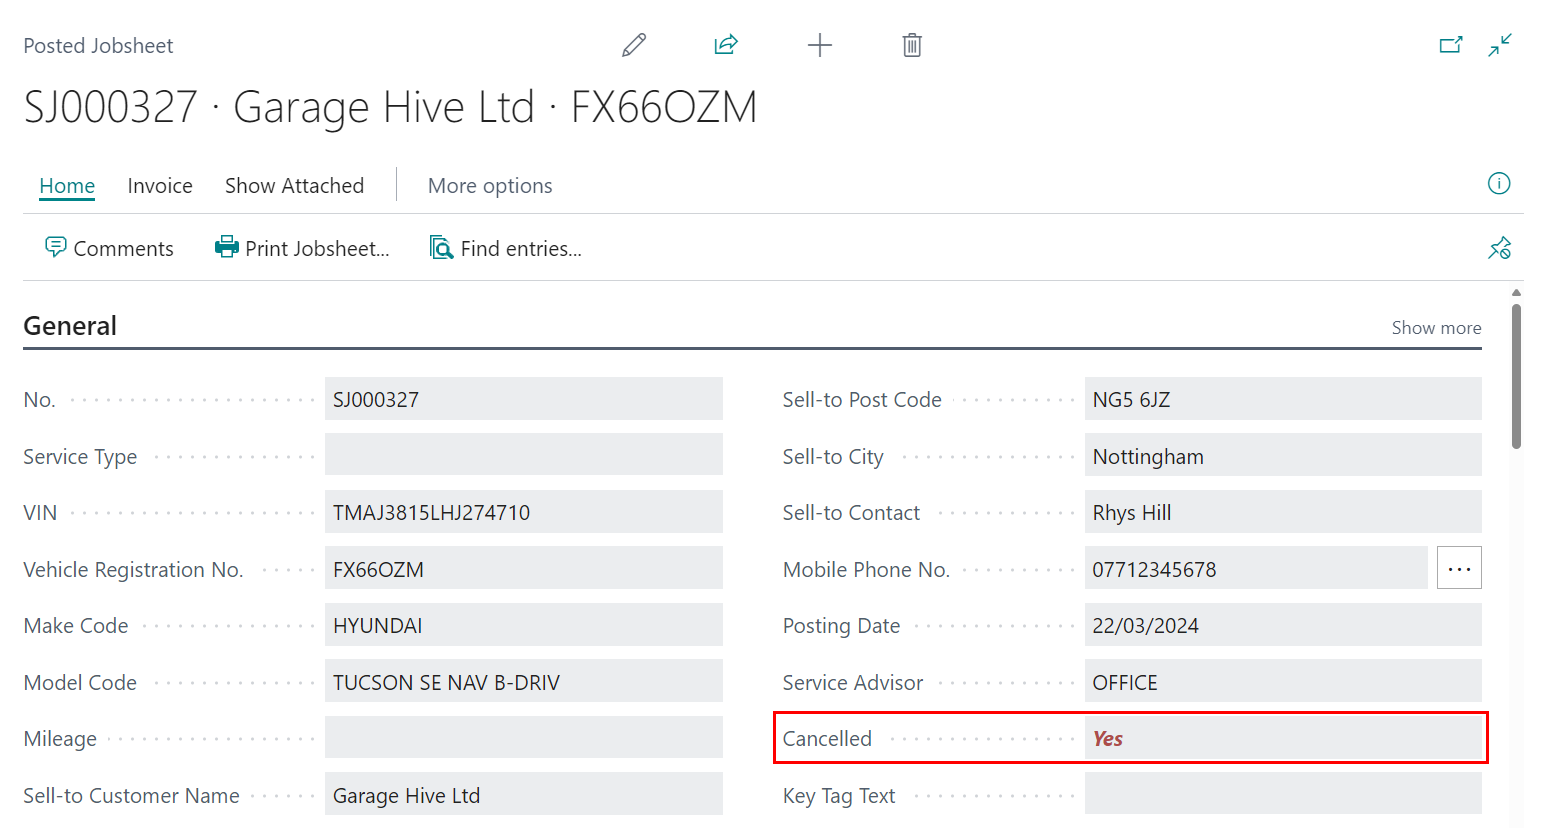 Posted Jobsheet
SJ000327 · Garage Hive Ltd · FX66OZM
Home Invoice Show Attached More options
Comments Print Jobsheet... Find entries...
General Show more
No. SJ000327
Service Type
VIN TMAJ3815LHJ274710
Vehicle Registration No. FX66OZM
Make Code HYUNDAI
Model Code TUCSON SE NAV B-DRIV
Mileage
Sell-to Customer Name Garage Hive Ltd
Sell-to Post Code NG5 6JZ
Sell-to City Nottingham
Sell-to Contact Rhys Hill
Mobile Phone No. 07712345678 ...
Posting Date 22/03/2024
Service Advisor OFFICE
Cancelled Yes
Key Tag Text